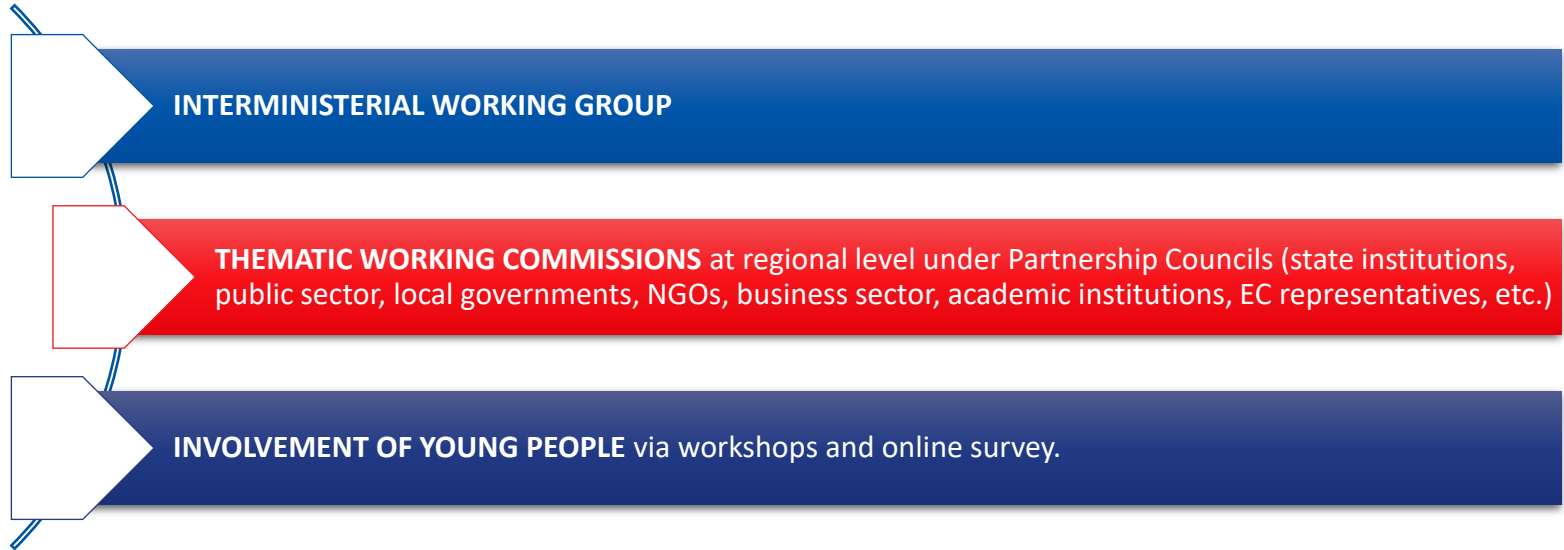 INTERMINISTERIAL WORKING GROUP
THEMATIC WORKING COMMISSIONS at regional level under Partnership Councils (state institutions,
public sector, local governments, NGOs, business sector, academic institutions, EC representatives, etc.)
INVOLVEMENT OF YOUNG PEOPLE via workshops and online survey.